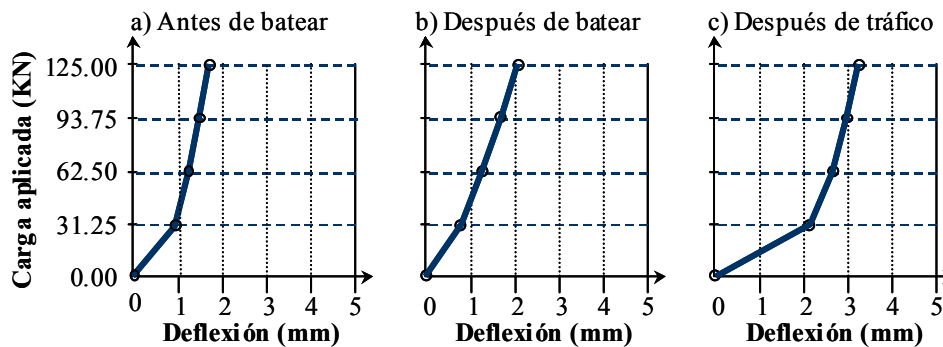 a) Antes de batear
b) Después de batear
c) Después de tráfico
Carga aplicada (KN)
125.00
93.75
62.50
31.25
0.00
0 1 2 3 4 5
0 1 2 3 4 5
0 1 2 3 4 5
Deflexión (mm)
Deflexión (mm)
Deflexión (mm)